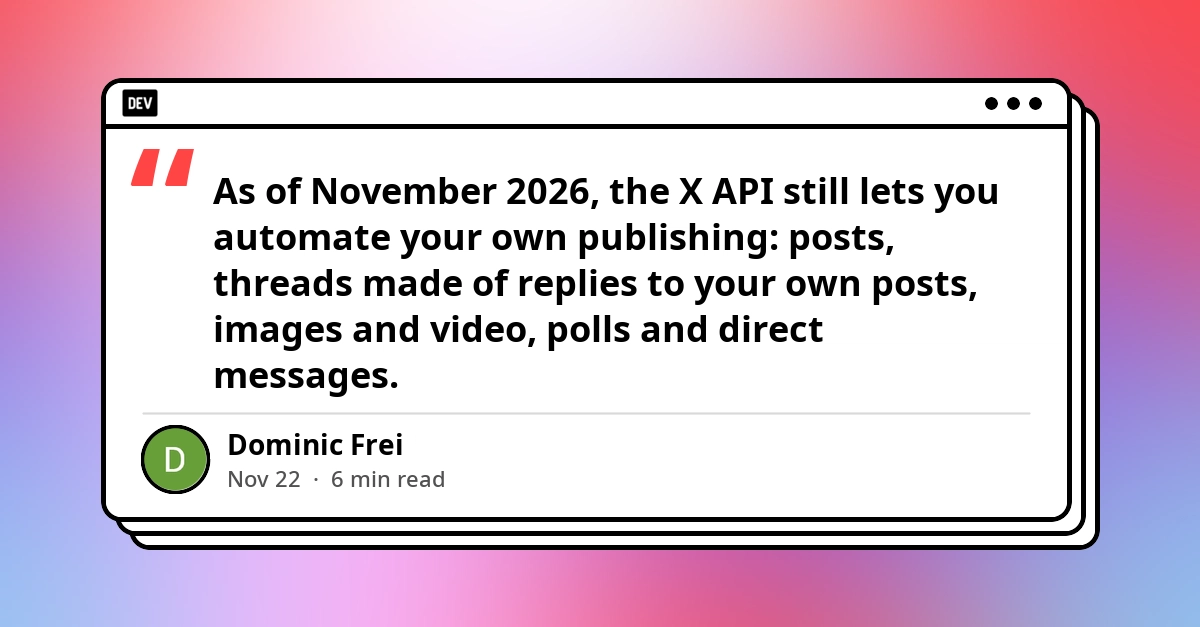 DEV
“
As of November 2026, the X API still lets you
automate your own publishing: posts,
threads made of replies to your own posts,
images and video, polls and direct
messages.
D
Dominic Frei
Nov 22 · 6 min read